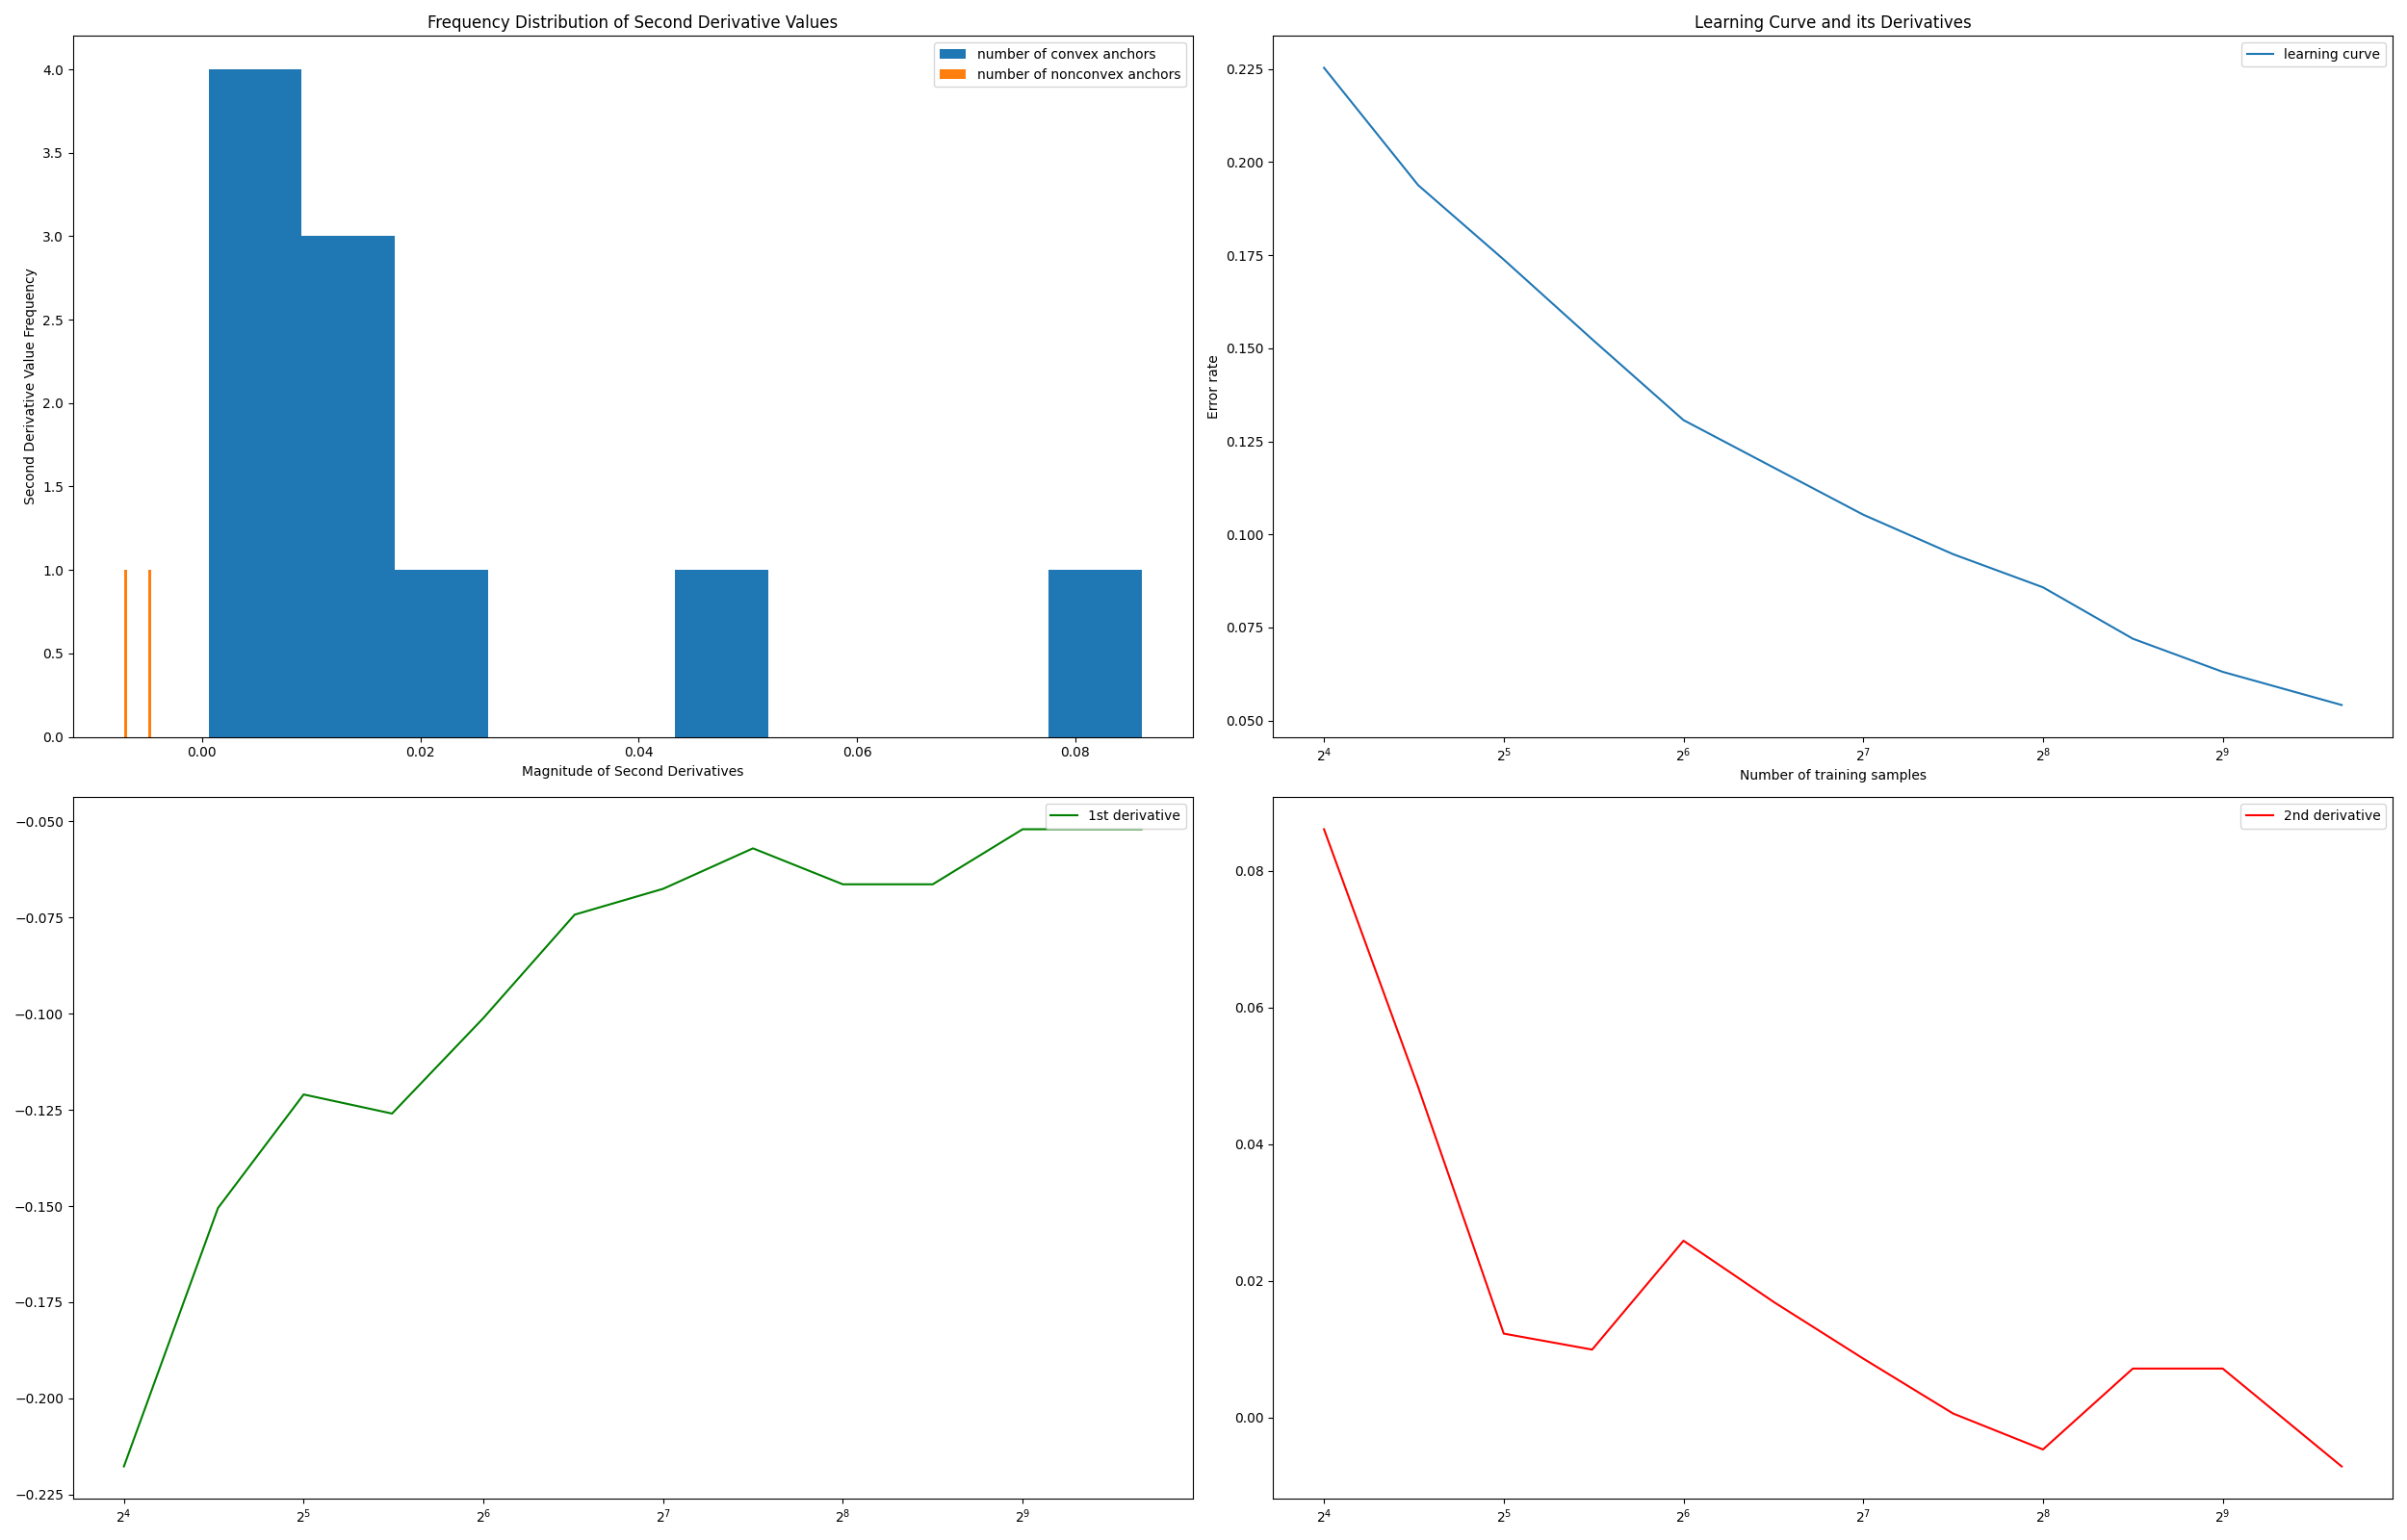 Frequency Distribution of Second Derivative Values
number of convex anchors
number of nonconvex anchors
4.0
3.5
3.0
2.5
2.0
1.5
1.0
0.5
0.0
Second Derivative Value Frequency
0.00 0.02 0.04 0.06 0.08
Magnitude of Second Derivatives
Learning Curve and its Derivatives
learning curve
0.225
0.200
0.175
0.150
0.125
0.100
0.075
0.050
Error rate
2⁴ 2⁵ 2⁶ 2⁷ 2⁸ 2⁹
Number of training samples
1st derivative
−0.050
−0.075
−0.100
−0.125
−0.150
−0.175
−0.200
−0.225
2⁴ 2⁵ 2⁶ 2⁷ 2⁸ 2⁹
2nd derivative
0.08
0.06
0.04
0.02
0.00
2⁴ 2⁵ 2⁶ 2⁷ 2⁸ 2⁹